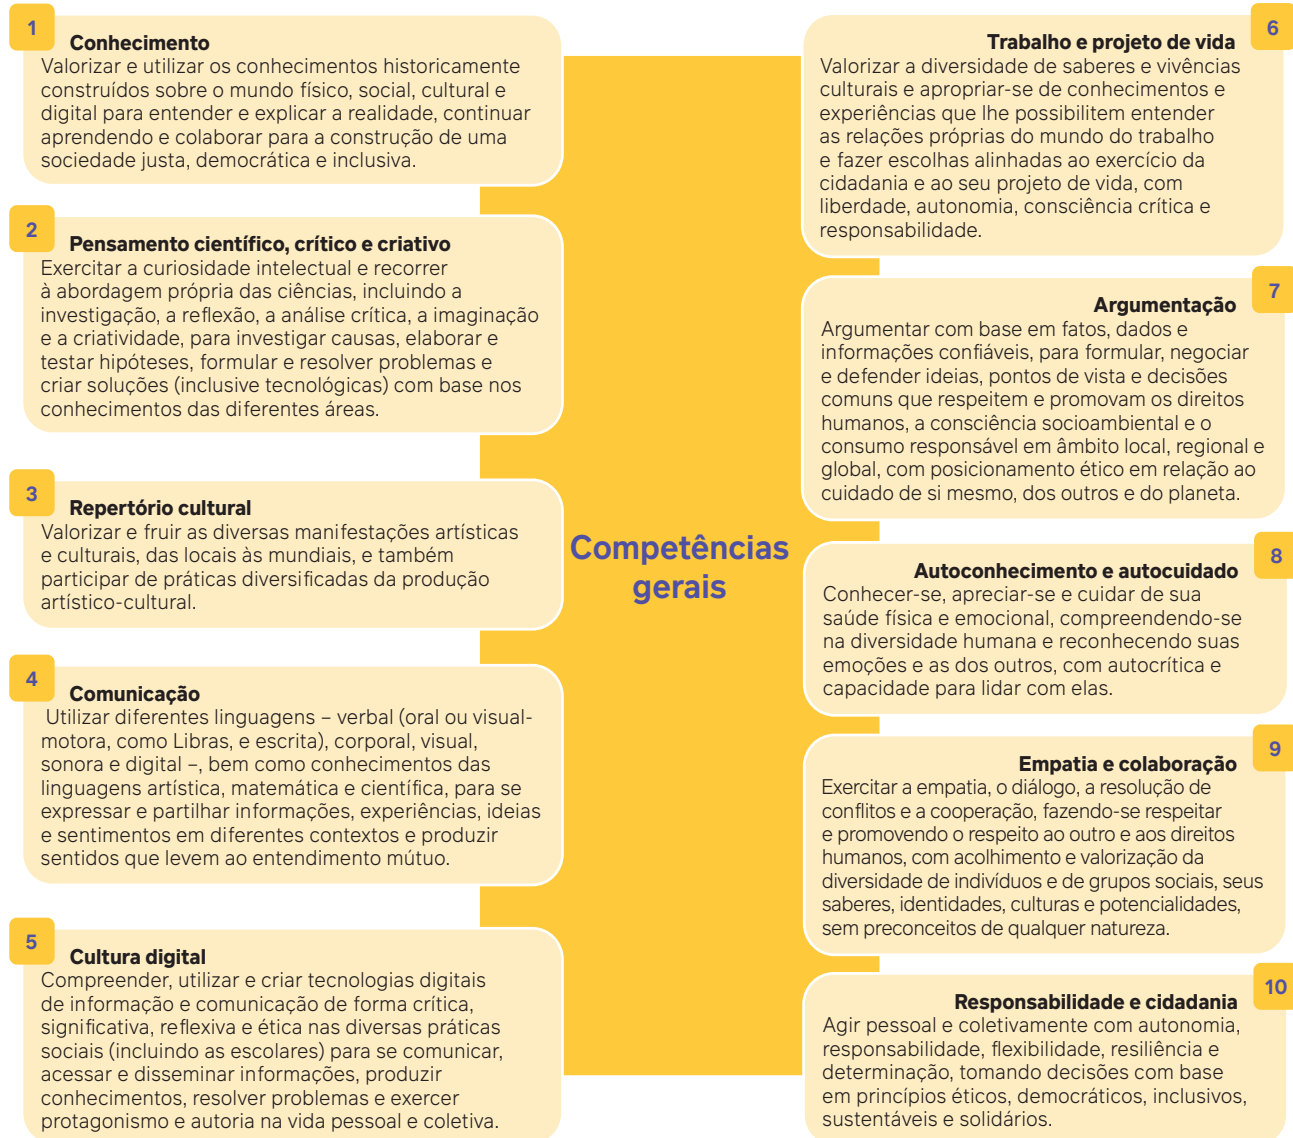 1
Conhecimento
Valorizar e utilizar os conhecimentos historicamente
construídos sobre o mundo físico, social, cultural e
digital para entender e explicar a realidade, continuar
aprendendo e colaborar para a construção de uma
sociedade justa, democrática e inclusiva.
2
Pensamento científico, crítico e criativo
Exercitar a curiosidade intelectual e recorrer
à abordagem própria das ciências, incluindo a
investigação, a reflexão, a análise crítica, a imaginação
e a criatividade, para investigar causas, elaborar e
testar hipóteses, formular e resolver problemas e
criar soluções (inclusive tecnológicas) com base nos
conhecimentos das diferentes áreas.
3
Repertório cultural
Valorizar e fruir as diversas manifestações artísticas
e culturais, das locais às mundiais, e também
participar de práticas diversificadas da produção
artístico-cultural.
4
Comunicação
Utilizar diferentes linguagens – verbal (oral ou visual-
motora, como Libras, e escrita), corporal, visual,
sonora e digital –, bem como conhecimentos das
linguagens artística, matemática e científica, para se
expressar e partilhar informações, experiências, ideias
e sentimentos em diferentes contextos e produzir
sentidos que levem ao entendimento mútuo.
5
Cultura digital
Compreender, utilizar e criar tecnologias digitais
de informação e comunicação de forma crítica,
significativa, reflexiva e ética nas diversas práticas
sociais (incluindo as escolares) para se comunicar,
acessar e disseminar informações, produzir
conhecimentos, resolver problemas e exercer
protagonismo e autoria na vida pessoal e coletiva.
Competências
gerais
6
Trabalho e projeto de vida
Valorizar a diversidade de saberes e vivências
culturais e apropriar-se de conhecimentos e
experiências que lhe possibilitem entender
as relações próprias do mundo do trabalho
e fazer escolhas alinhadas ao exercício da
cidadania e ao seu projeto de vida, com
liberdade, autonomia, consciência crítica e
responsabilidade.
7
Argumentação
Argumentar com base em fatos, dados e
informações confiáveis, para formular, negociar
e defender ideias, pontos de vista e decisões
comuns que respeitem e promovam os direitos
humanos, a consciência socioambiental e o
consumo responsável em âmbito local, regional e
global, com posicionamento ético em relação ao
cuidado de si mesmo, dos outros e do planeta.
8
Autoconhecimento e autocuidado
Conhecer-se, apreciar-se e cuidar de sua
saúde física e emocional, compreendendo-se
na diversidade humana e reconhecendo suas
emoções e as dos outros, com autocrítica e
capacidade para lidar com elas.
9
Empatia e colaboração
Exercitar a empatia, o diálogo, a resolução de
conflitos e a cooperação, fazendo-se respeitar
e promovendo o respeito ao outro e aos direitos
humanos, com acolhimento e valorização da
diversidade de indivíduos e de grupos sociais, seus
saberes, identidades, culturas e potencialidades,
sem preconceitos de qualquer natureza.
10
Responsabilidade e cidadania
Agir pessoal e coletivamente com autonomia,
responsabilidade, flexibilidade, resiliência e
determinação, tomando decisões com base
em princípios éticos, democráticos, inclusivos,
sustentáveis e solidários.